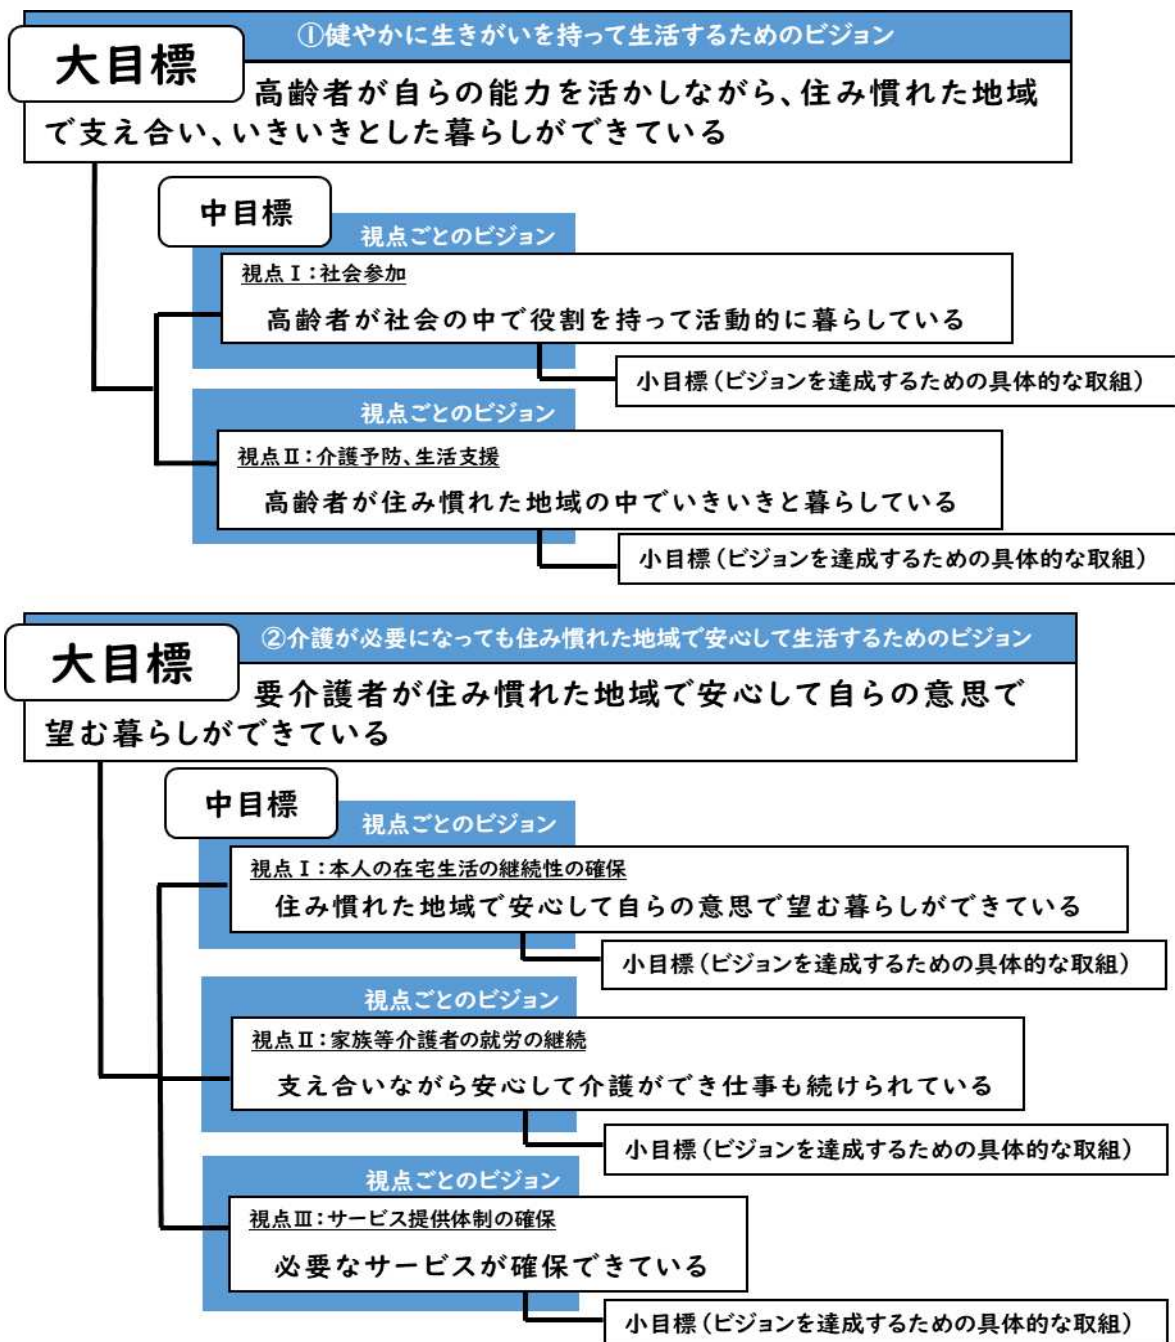 ①健やかに生きがいを持って生活するためのビジョン
大目標
高齢者が自らの能力を活かしながら、住み慣れた地域
で支え合い、いきいきとした暮らしができている
中目標
視点ごとのビジョン
視点Ⅰ：社会参加
高齢者が社会の中で役割を持って活動的に暮らしている
小目標（ビジョンを達成するための具体的な取組）
視点ごとのビジョン
視点Ⅱ：介護予防、生活支援
高齢者が住み慣れた地域の中でいきいきと暮らしている
小目標（ビジョンを達成するための具体的な取組）
②介護が必要になっても住み慣れた地域で安心して生活するためのビジョン
大目標
要介護者が住み慣れた地域で安心して自らの意思で
望む暮らしができている
中目標
視点ごとのビジョン
視点Ⅰ：本人の在宅生活の継続性の確保
住み慣れた地域で安心して自らの意思で望む暮らしができている
小目標（ビジョンを達成するための具体的な取組）
視点ごとのビジョン
視点Ⅱ：家族等介護者の就労の継続
支え合いながら安心して介護ができ仕事も続けられている
小目標（ビジョンを達成するための具体的な取組）
視点ごとのビジョン
視点Ⅲ：サービス提供体制の確保
必要なサービスが確保できている
小目標（ビジョンを達成するための具体的な取組）